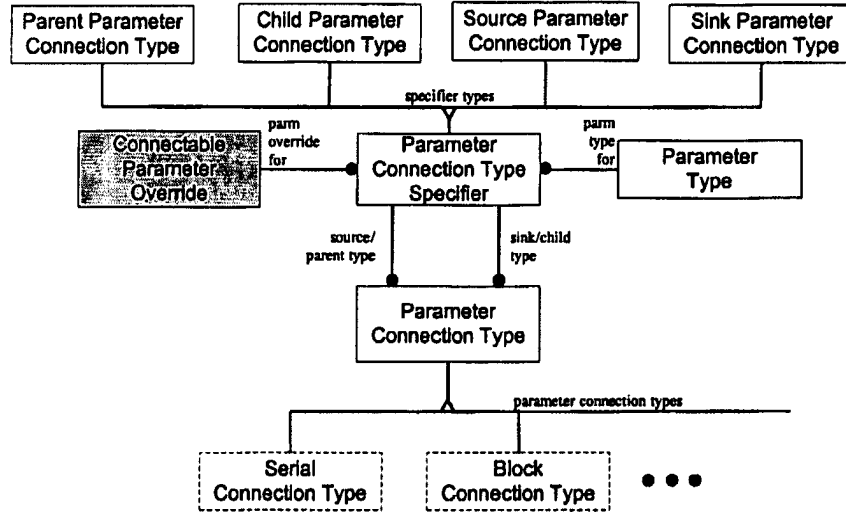 Parent Parameter
Connection Type
Child Parameter
Connection Type
Source Parameter
Connection Type
Sink Parameter
Connection Type
specifier types
Connectable
Parameter
Override
parm
override
for
Parameter
Connection Type
Specifier
parm
type
for
Parameter
Type
source/
parent type
sink/child
type
Parameter
Connection Type
parameter connection types
Serial
Connection Type
Block
Connection Type